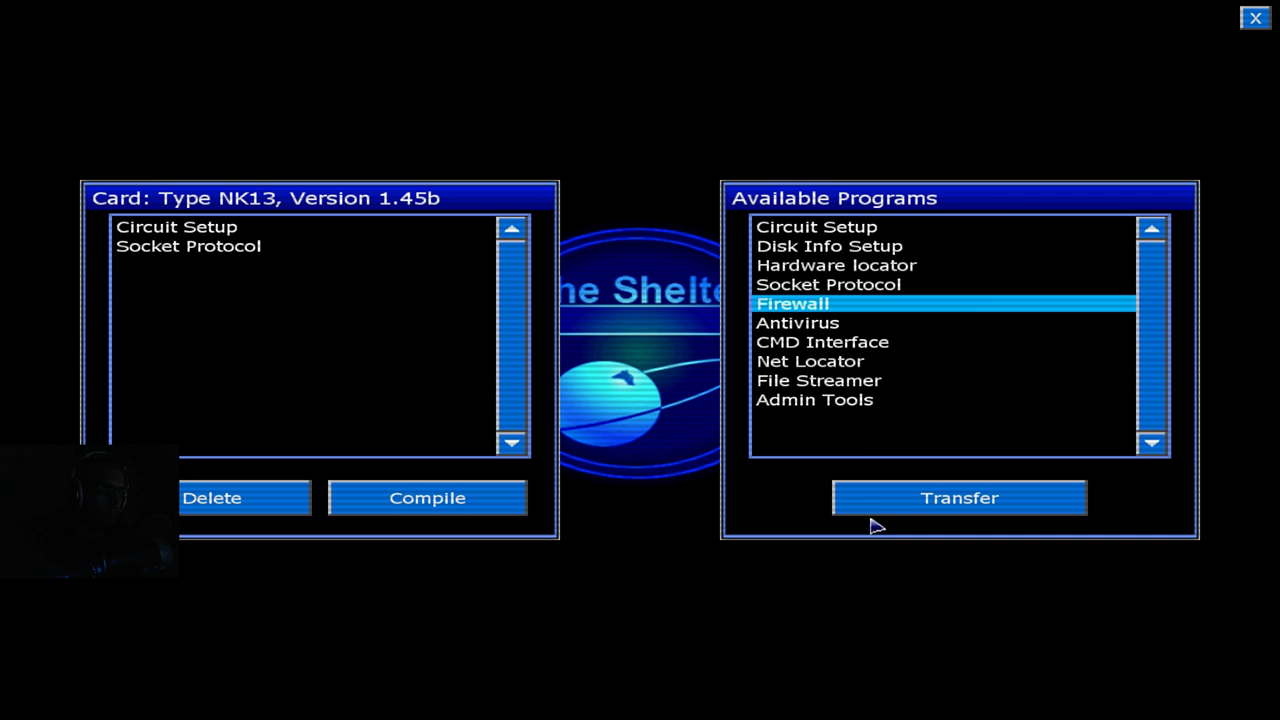 X
Card: Type NK13, Version 1.45b
Circuit Setup
Socket Protocol
Delete
Compile
he Shelte
Available Programs
Circuit Setup
Disk Info Setup
Hardware locator
Socket Protocol
Firewall
Antivirus
CMD Interface
Net Locator
File Streamer
Admin Tools
Transfer